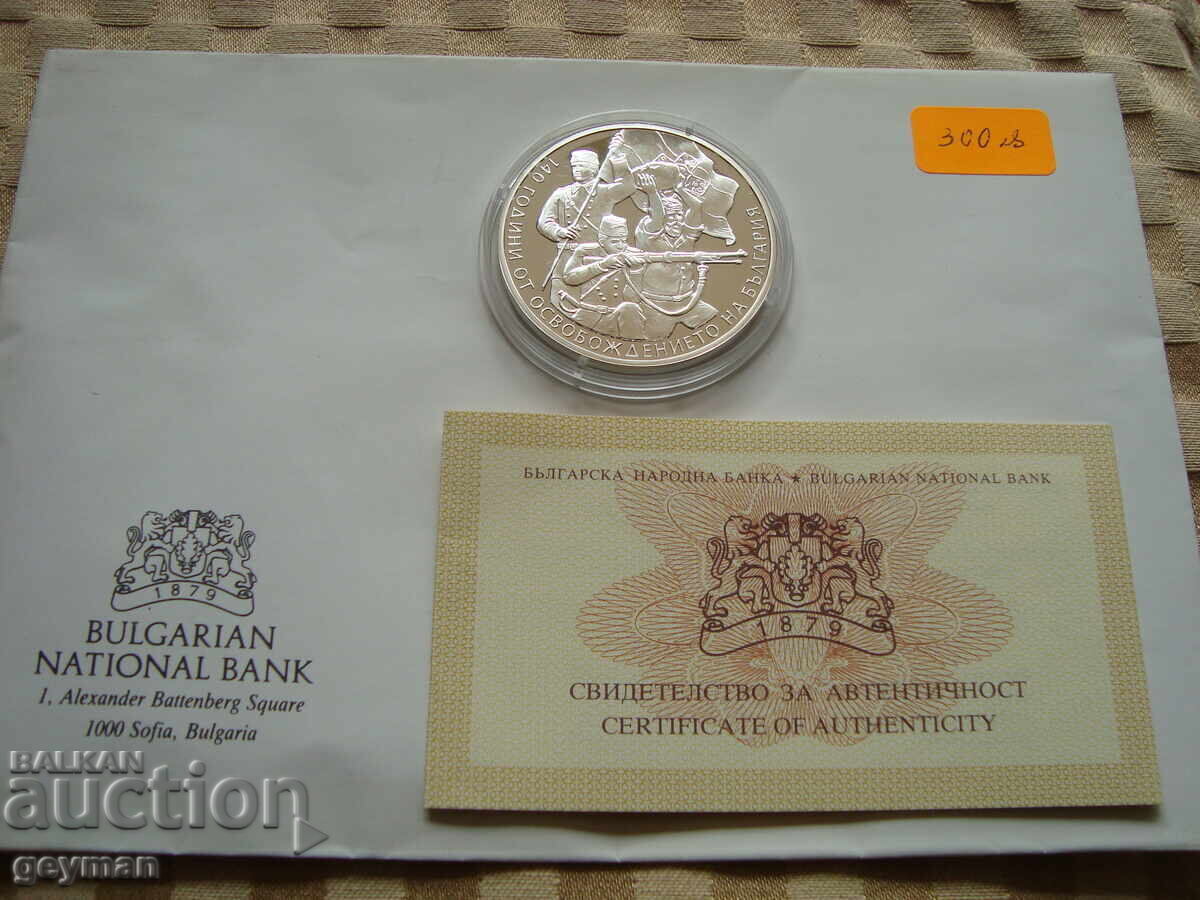 300 лв
140 ГОДИНИ ОТ ОСВОБОЖДЕНИЕТО НА БЪЛГАРИЯ
БЪЛГАРСКА НАРОДНА БАНКА ★ BULGARIAN NATIONAL BANK
1879
СВИДЕТЕЛСТВО ЗА АВТЕНТИЧНОСТ
CERTIFICATE OF AUTHENTICITY
1879
BULGARIAN
NATIONAL BANK
1, Alexander Battenberg Square
1000 Sofia, Bulgaria
BALKAN
auction
geyman